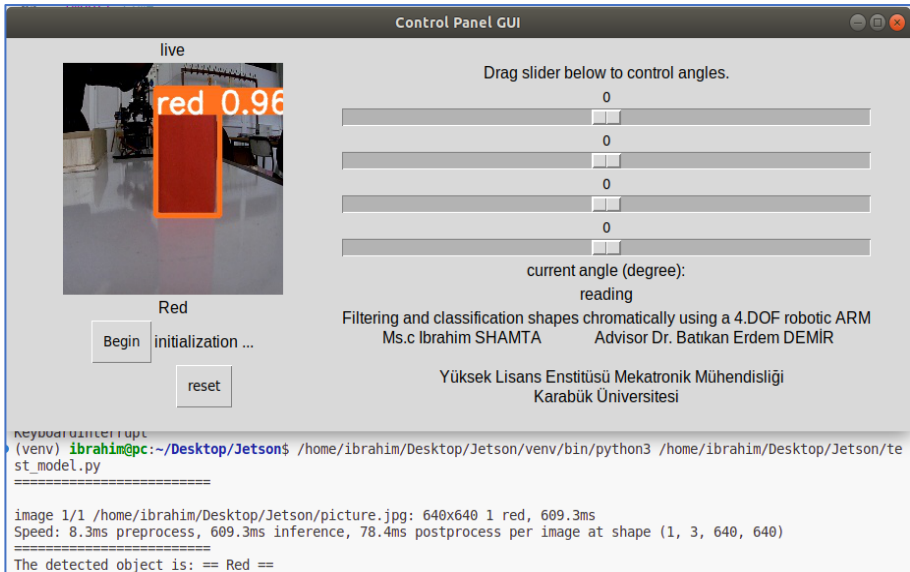 Control Panel GUI
live
red 0.96
Drag slider below to control angles.
0
0
0
0
current angle (degree):
reading
Red
Begin
initialization ...
reset
Filtering and classification shapes chromatically using a 4.DOF robotic ARM
Ms.c Ibrahim SHAMTA Advisor Dr. Batıkan Erdem DEMİR
Yüksek Lisans Enstitüsü Mekatronik Mühendisliği
Karabük Üniversitesi
KeyboardInterrupt
(venv) ibrahim@pc:~/Desktop/Jetson$ /home/ibrahim/Desktop/Jetson/venv/bin/python3 /home/ibrahim/Desktop/Jetson/te
st_model.py
=========================
image 1/1 /home/ibrahim/Desktop/Jetson/picture.jpg: 640x640 1 red, 609.3ms
Speed: 8.3ms preprocess, 609.3ms inference, 78.4ms postprocess per image at shape (1, 3, 640, 640)
=========================
The detected object is: == Red ==